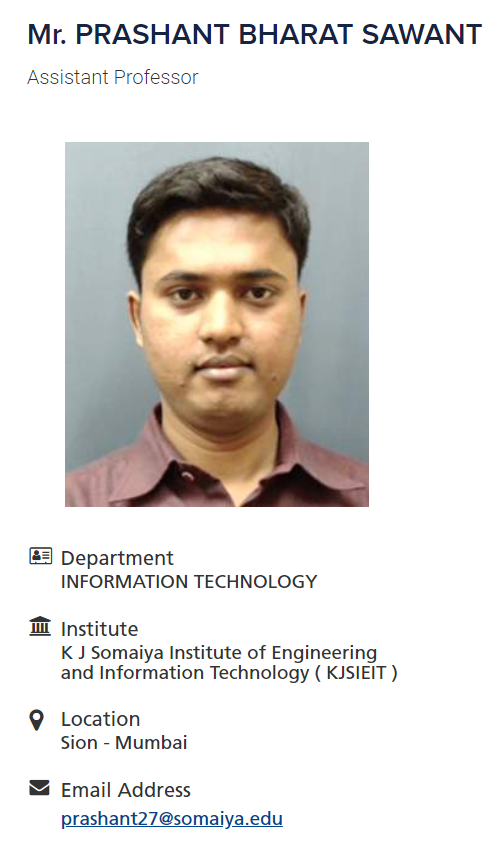 Mr. PRASHANT BHARAT SAWANT
Assistant Professor
Department
INFORMATION TECHNOLOGY
Institute
K J Somaiya Institute of Engineering
and Information Technology ( KJSIEIT )
Location
Sion - Mumbai
Email Address
prashant27@somaiya.edu